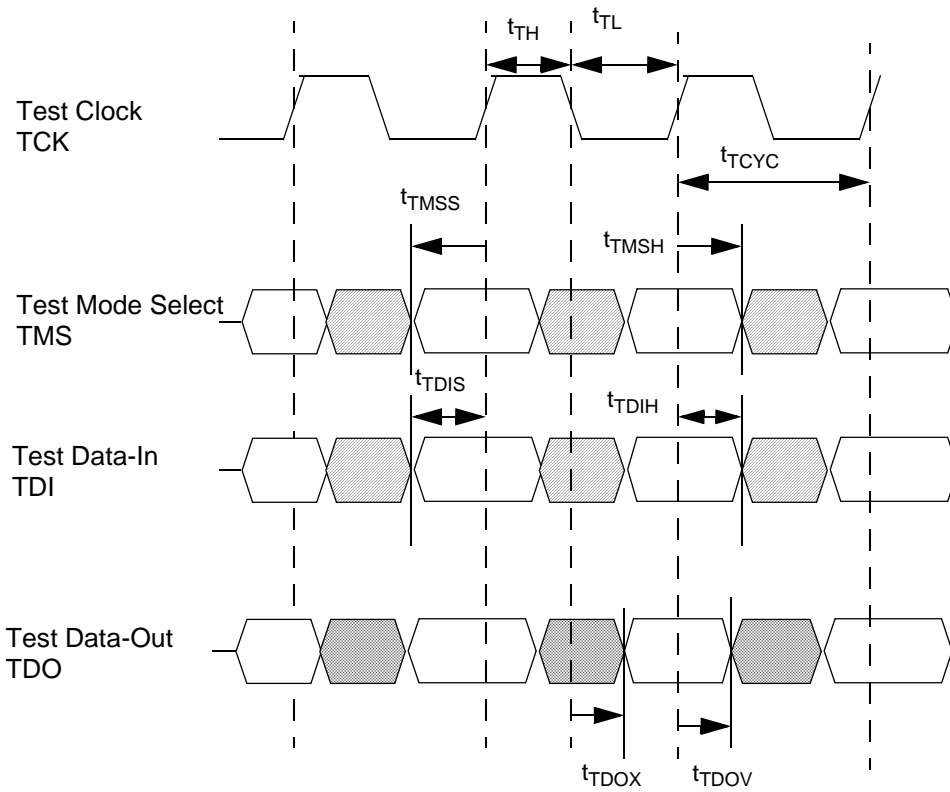 tTH
tTL
Test Clock
TCK
tTCYC
tTMSS
tTMSH
Test Mode Select
TMS
tTDIS
tTDIH
Test Data-In
TDI
Test Data-Out
TDO
tTDOX
tTDOV